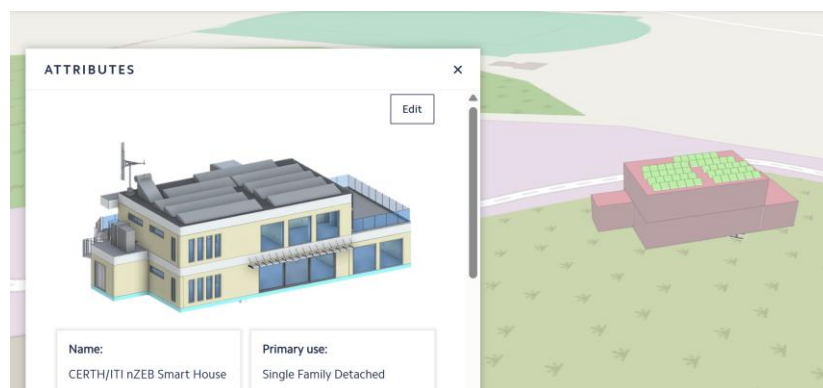 ATTRIBUTES
×
Edit
Name:
CERTH/ITI nZEB Smart House
Primary use:
Single Family Detached